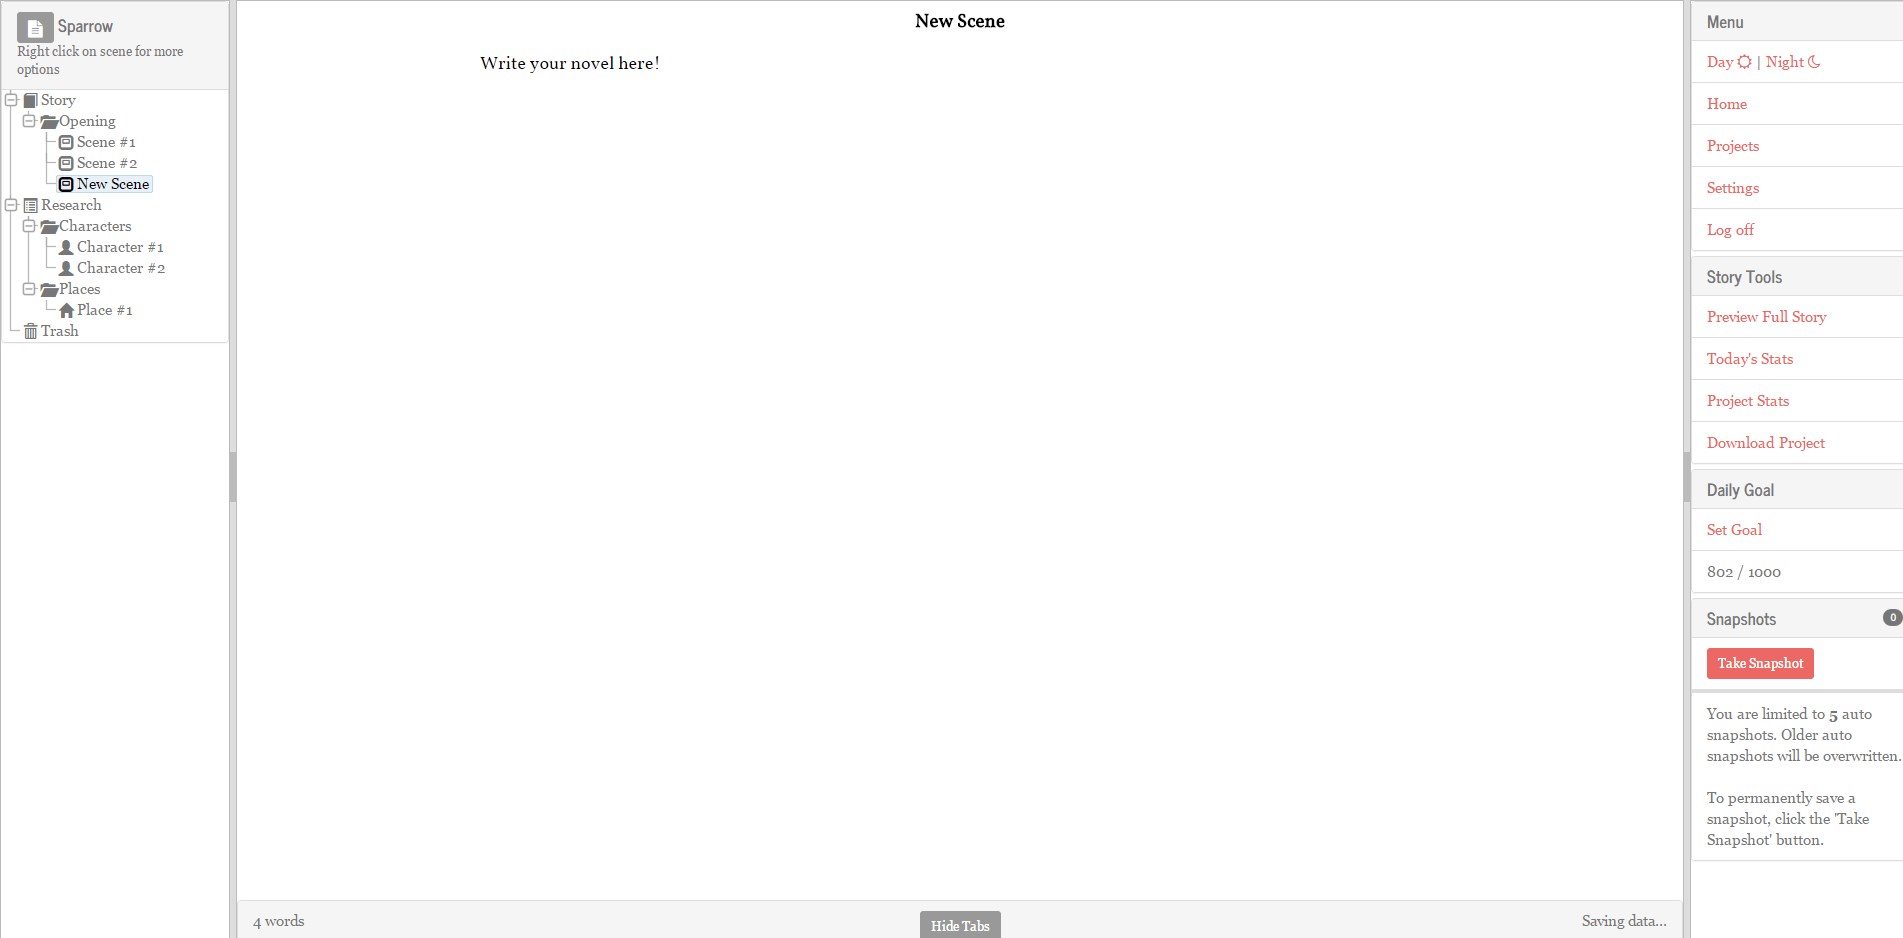 Sparrow
Right click on scene for more
options
Story
Opening
Scene #1
Scene #2
New Scene
Research
Characters
Character #1
Character #2
Places
Place #1
Trash
New Scene
Write your novel here!
4 words
Hide Tabs
Saving data...
Menu
Day | Night
Home
Projects
Settings
Log off
Story Tools
Preview Full Story
Today's Stats
Project Stats
Download Project
Daily Goal
Set Goal
802 / 1000
Snapshots 0
Take Snapshot
You are limited to 5 auto
snapshots. Older auto
snapshots will be overwritten.
To permanently save a
snapshot, click the 'Take
Snapshot' button.